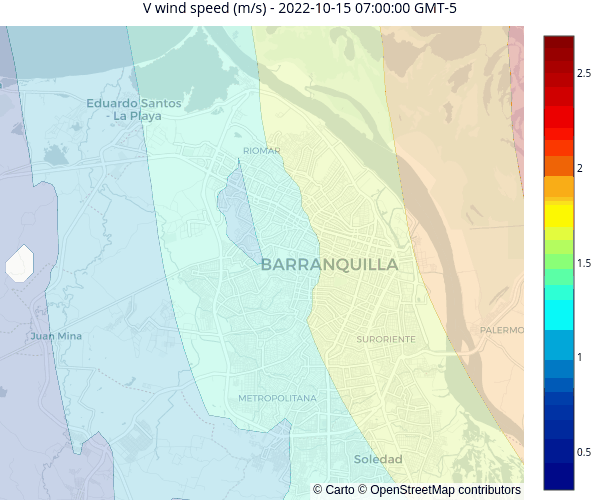 V wind speed (m/s) - 2022-10-15 07:00:00 GMT-5
Eduardo Santos
- La Playa
RIOMAR
BARRANQUILLA
Juan Mina
SURORIENTE
PALERMO
METROPOLITANA
Soledad
© Carto © OpenStreetMap contributors
2.5
2
1.5
1
0.5